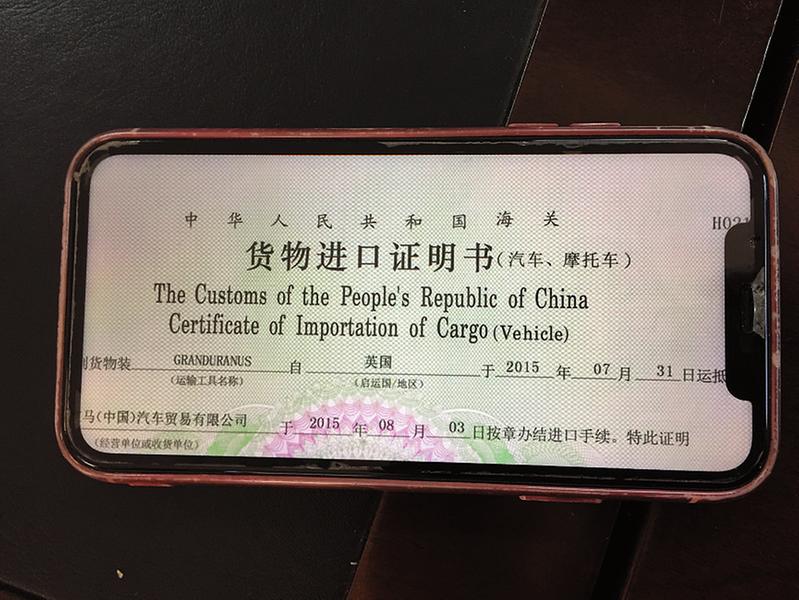 中华人民共和国海关
H021
货物进口证明书(汽车、摩托车)
The Customs of the People's Republic of China
Certificate of Importation of Cargo (Vehicle)
货物装 GRANDURANUS 自 英国 于 2015 年 07 月 31 日运抵
(运输工具名称) (启运国/地区)
马(中国)汽车贸易有限公司 于 2015 年 08 月 03 日按章办结进口手续。特此证明
(经营单位或收货单位)